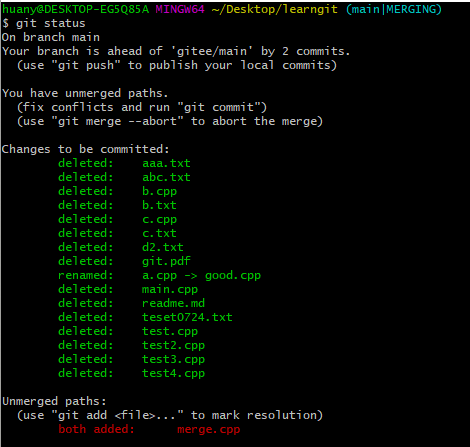 huany@DESKTOP-EG5Q85A MINGW64 ~/Desktop/learngit (main|MERGING)
$ git status
On branch main
Your branch is ahead of 'gitee/main' by 2 commits.
  (use "git push" to publish your local commits)

You have unmerged paths.
  (fix conflicts and run "git commit")
  (use "git merge --abort" to abort the merge)

Changes to be committed:
        deleted:    aaa.txt
        deleted:    abc.txt
        deleted:    b.cpp
        deleted:    b.txt
        deleted:    c.cpp
        deleted:    c.txt
        deleted:    d2.txt
        deleted:    git.pdf
        renamed:    a.cpp -> good.cpp
        deleted:    main.cpp
        deleted:    readme.md
        deleted:    teset0724.txt
        deleted:    test.cpp
        deleted:    test2.cpp
        deleted:    test3.cpp
        deleted:    test4.cpp

Unmerged paths:
  (use "git add <file>..." to mark resolution)
        both added:      merge.cpp